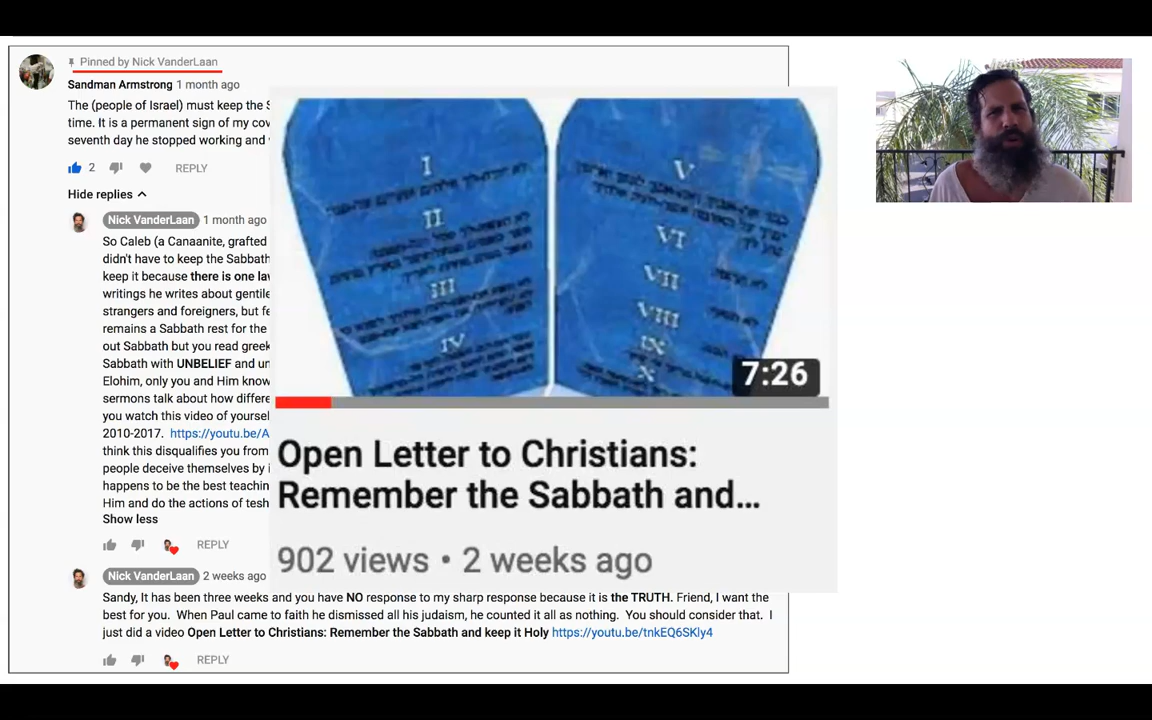 Pinned by Nick VanderLaan
Sandman Armstrong 1 month ago
The (people of Israel) must keep the
time. It is a permanent sign of my
seventh day he stopped working and
2 REPLY
Hide replies
Nick VanderLaan 1 month ago
So Caleb (a Canaanite, grafted
didn't have to keep the Sabbath
keep it because there is one
writings he writes about
strangers and foreigners, but
remains a Sabbath rest for the
out Sabbath but you read
Sabbath with UNBELIEF and
Elohim, only you and Him
sermons talk about how
you watch this video of
2010-2017. https://youtu.be/A
think this disqualifies you from
people deceive themselves by
happens to be the best
Him and do the actions of
Show less
REPLY
Nick VanderLaan 2 weeks ago
Sandy, It has been three weeks and you have NO response to my sharp response because it is the TRUTH. Friend, I want the
best for you. When Paul came to faith he dismissed all his judaism, he counted it all as nothing. You should consider that. I
just did a video Open Letter to Christians: Remember the Sabbath and keep it Holy https://youtu.be/tnkEQ6SKly4
REPLY
I
II
III
IV
V
VI
VII
VIII
IX
X
7:26
Open Letter to Christians:
Remember the Sabbath and...
902 views • 2 weeks ago